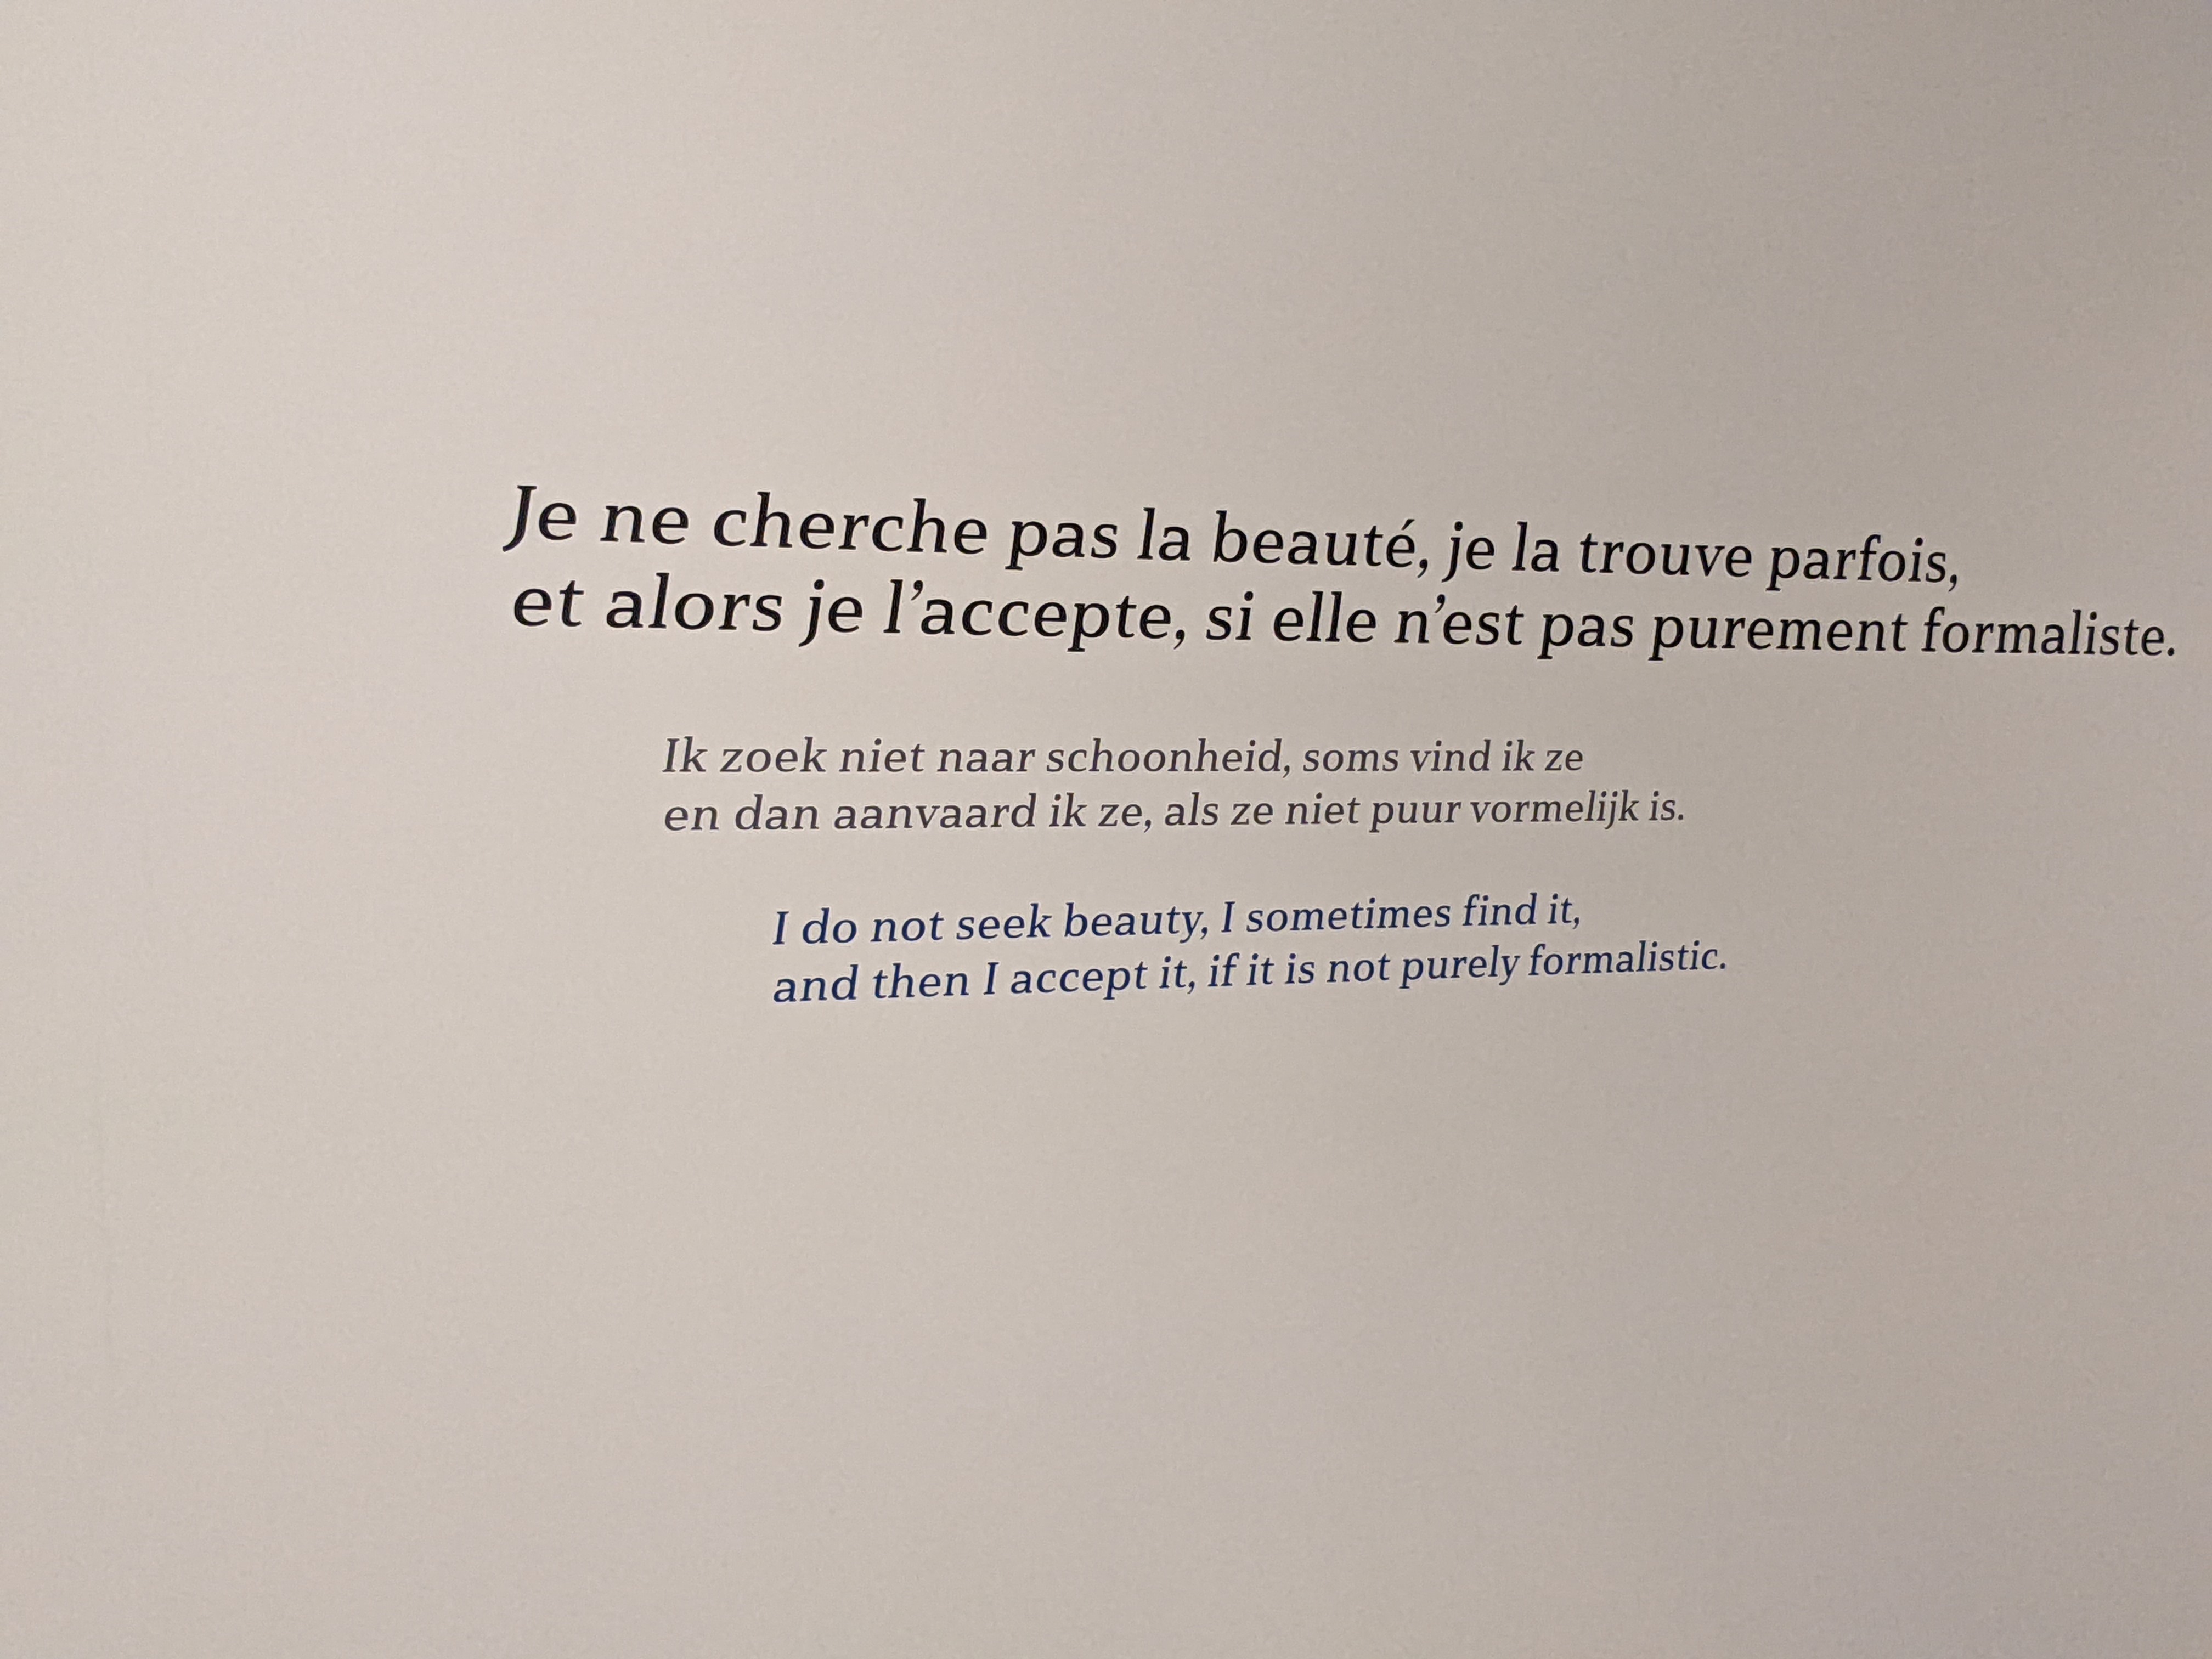 Je ne cherche pas la beauté, je la trouve parfois,
et alors je l’accepte, si elle n’est pas purement formaliste.
Ik zoek niet naar schoonheid, soms vind ik ze
en dan aanvaard ik ze, als ze niet puur vormelijk is.
I do not seek beauty, I sometimes find it,
and then I accept it, if it is not purely formalistic.